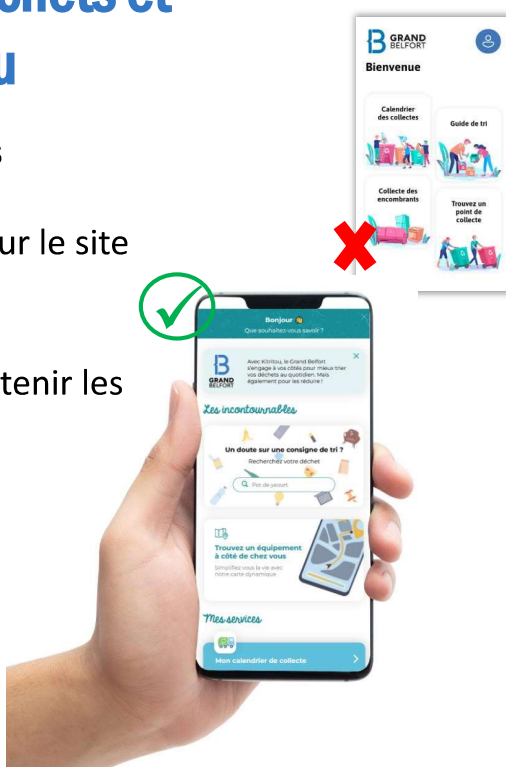 chets et
u
s
ur le site
tenir les
GRAND
BELFORT
Bienvenue
Calendrier
des collectes
Guide de tri
Collecte des
encombrants
Trouvez un
point de
collecte
Bonjour
Que souhaitez-vous savoir ?
GRAND
BELFORT
Avec Kitritou, le Grand Belfort
s'engage à vos côtés pour mieux trier
vos déchets au quotidien. Mais
également pour les réduire !
Les incontournables
Un doute sur une consigne de tri ?
Recherchez votre déchet
Pot de yaourt
Trouvez un équipement
à côté de chez vous
Simplifiez vous la vie avec
notre carte dynamique
Mes services
Mon calendrier de collecte